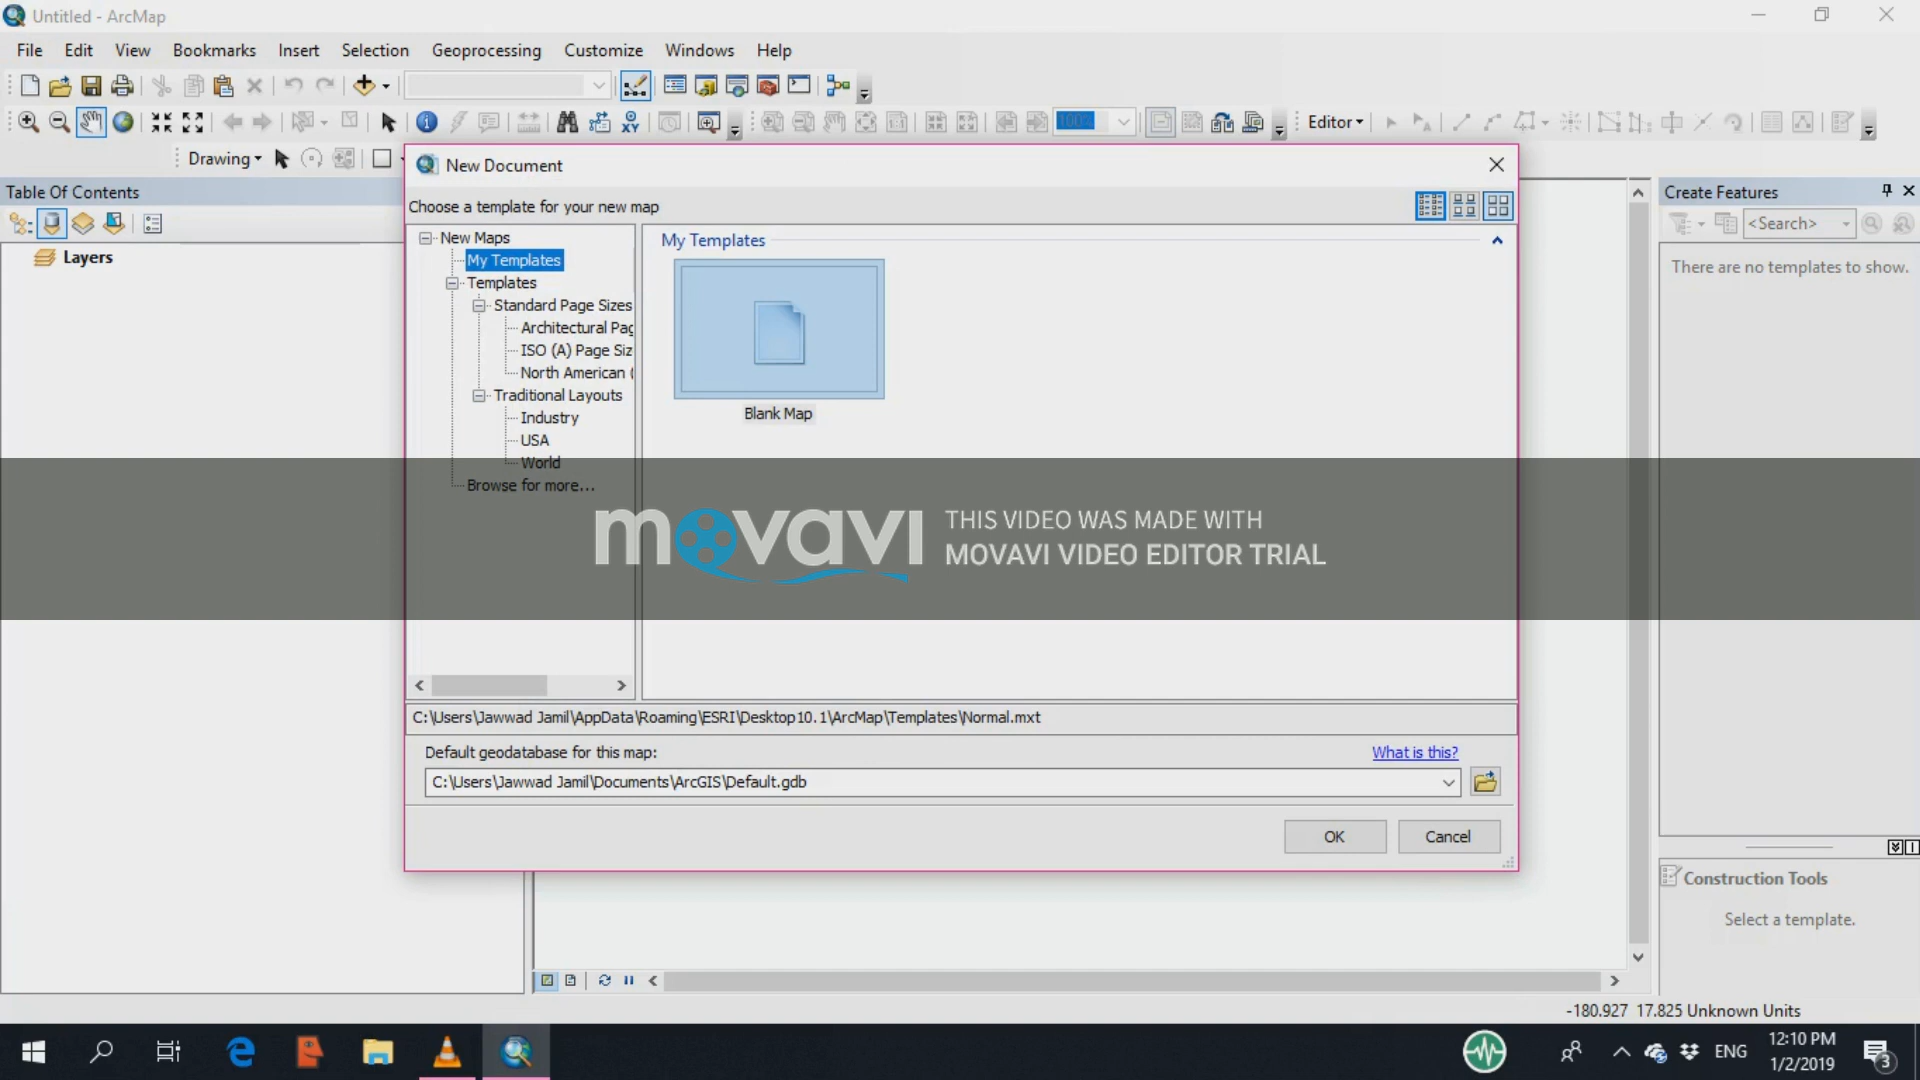 Untitled - ArcMap
File Edit View Bookmarks Insert Selection Geoprocessing Customize Windows Help
100%
Editor
Drawing
Table Of Contents
Layers
New Document
Choose a template for your new map
New Maps
My Templates
Templates
Standard Page Sizes
Architectural Pag
ISO (A) Page Siz
North American (
Traditional Layouts
Industry
USA
World
Browse for more...
My Templates
Blank Map
C:\Users\Jawwad Jamil\AppData\Roaming\ESRI\Desktop10.1\ArcMap\Templates\Normal.mxt
Default geodatabase for this map:
What is this?
C:\Users\Jawwad Jamil\Documents\ArcGIS\Default.gdb
OK
Cancel
Create Features
<Search>
There are no templates to show.
Construction Tools
Select a template.
movavi
THIS VIDEO WAS MADE WITH
MOVAVI VIDEO EDITOR TRIAL
-180.927 17.825 Unknown Units
ENG
12:10 PM
1/2/2019
3